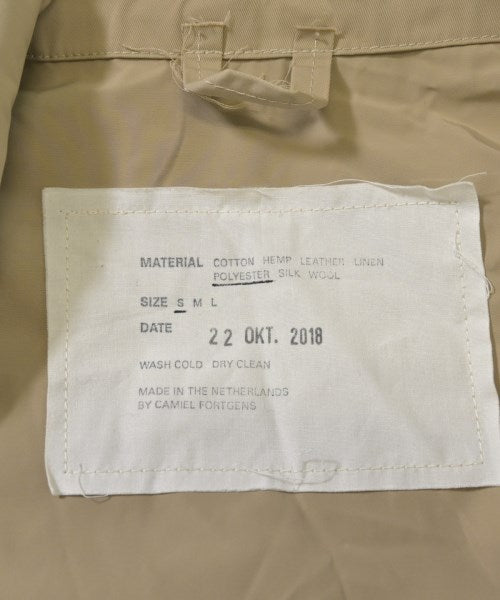 MATERIAL COTTON HEMP LEATHER LINEN
POLYESTER SILK WOOL
SIZE S M L
DATE 22 OKT. 2018
WASH COLD DRY CLEAN
MADE IN THE NETHERLANDS
BY CAMIEL FORTGENS